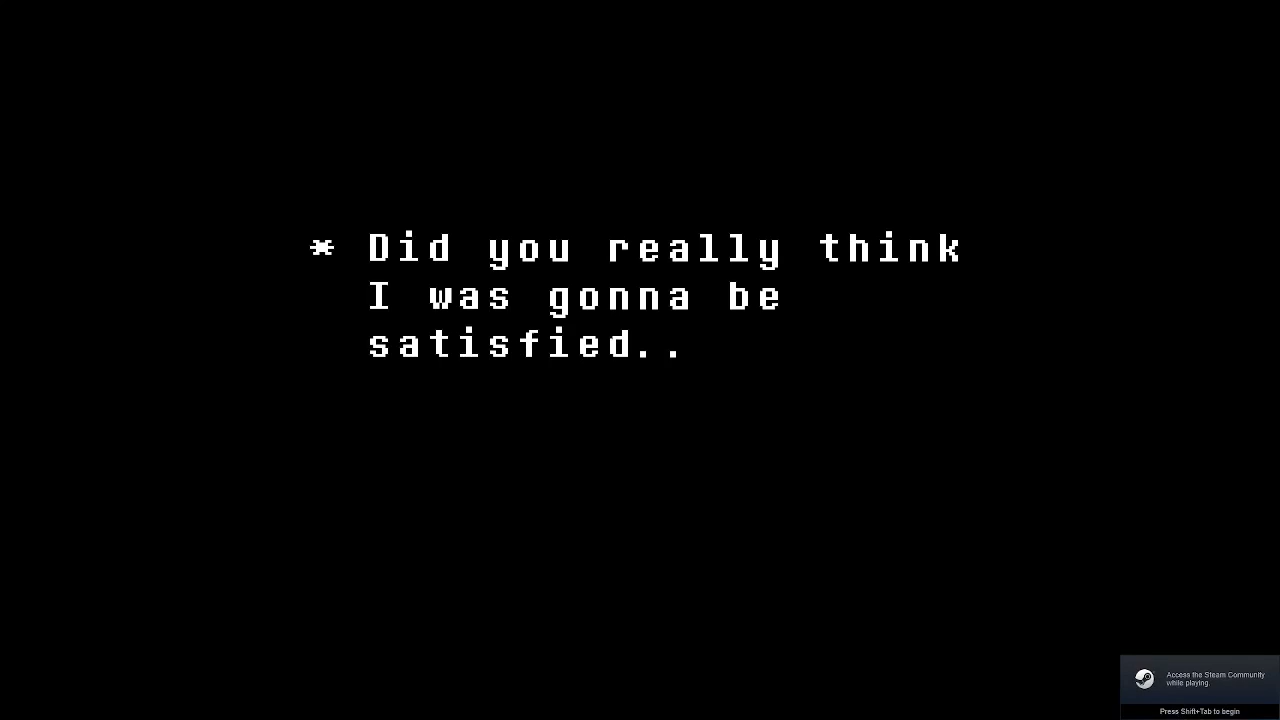 * Did you really think
I was gonna be
satisfied..
Access the Steam Community
while playing.
Press Shift+Tab to begin